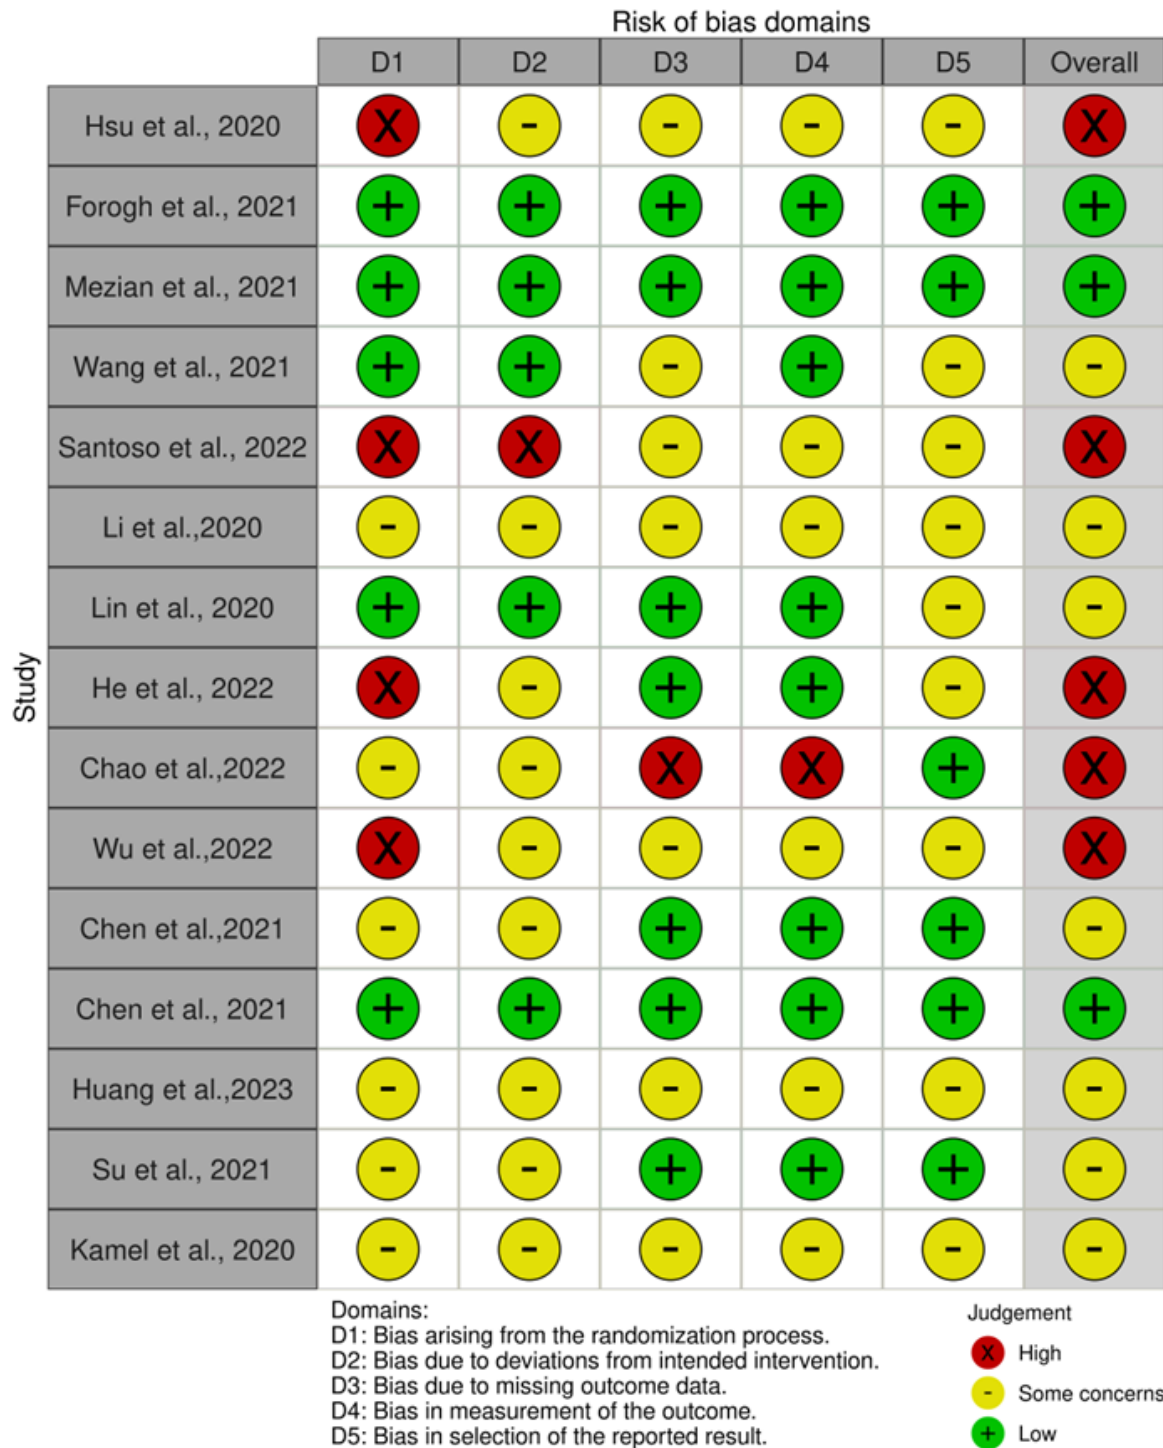 Risk of bias domains
D1 D2 D3 D4 D5 Overall
Study
Hsu et al., 2020 X - - - - X
Forogh et al., 2021 + + + + + +
Mezian et al., 2021 + + + + + +
Wang et al., 2021 + + - + - -
Santoso et al., 2022 X X - - - X
Li et al.,2020 - - - - - -
Lin et al., 2020 + + + + - -
He et al., 2022 X - + + - X
Chao et al.,2022 - - X X + X
Wu et al.,2022 X - - - - X
Chen et al.,2021 - - + + + -
Chen et al., 2021 + + + + + +
Huang et al.,2023 - - - - - -
Su et al., 2021 - - + + + -
Kamel et al., 2020 - - - - - -
Domains:
D1: Bias arising from the randomization process.
D2: Bias due to deviations from intended intervention.
D3: Bias due to missing outcome data.
D4: Bias in measurement of the outcome.
D5: Bias in selection of the reported result.
Judgement
X High
- Some concerns
+ Low